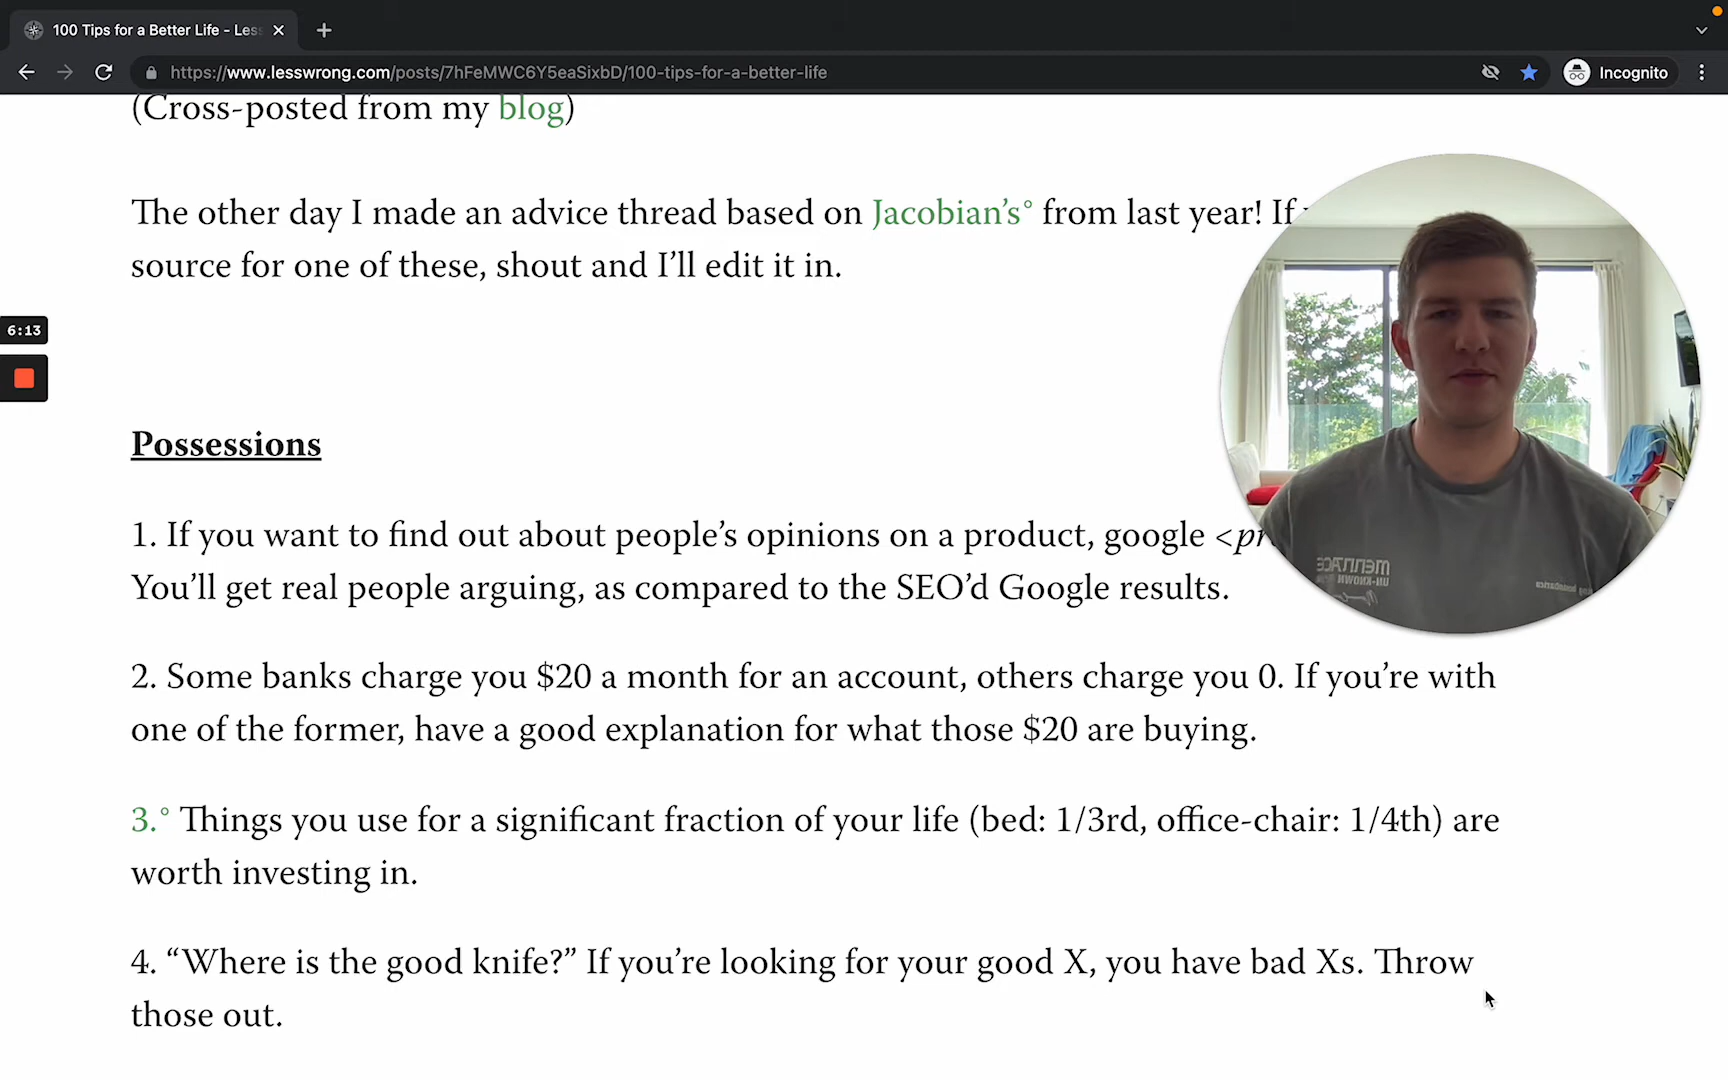 100 Tips for a Better Life - Les
https://www.lesswrong.com/posts/7hFeMWC6Y5eaSixbD/100-tips-for-a-better-life
Incognito
(Cross-posted from my blog)
The other day I made an advice thread based on Jacobian’s° from last year! If
source for one of these, shout and I’ll edit it in.
6:13
Possessions
1. If you want to find out about people’s opinions on a product, google <pr
You’ll get real people arguing, as compared to the SEO’d Google results.
2. Some banks charge you $20 a month for an account, others charge you 0. If you’re with
one of the former, have a good explanation for what those $20 are buying.
3.° Things you use for a significant fraction of your life (bed: 1/3rd, office-chair: 1/4th) are
worth investing in.
4. “Where is the good knife?” If you’re looking for your good X, you have bad Xs. Throw
those out.